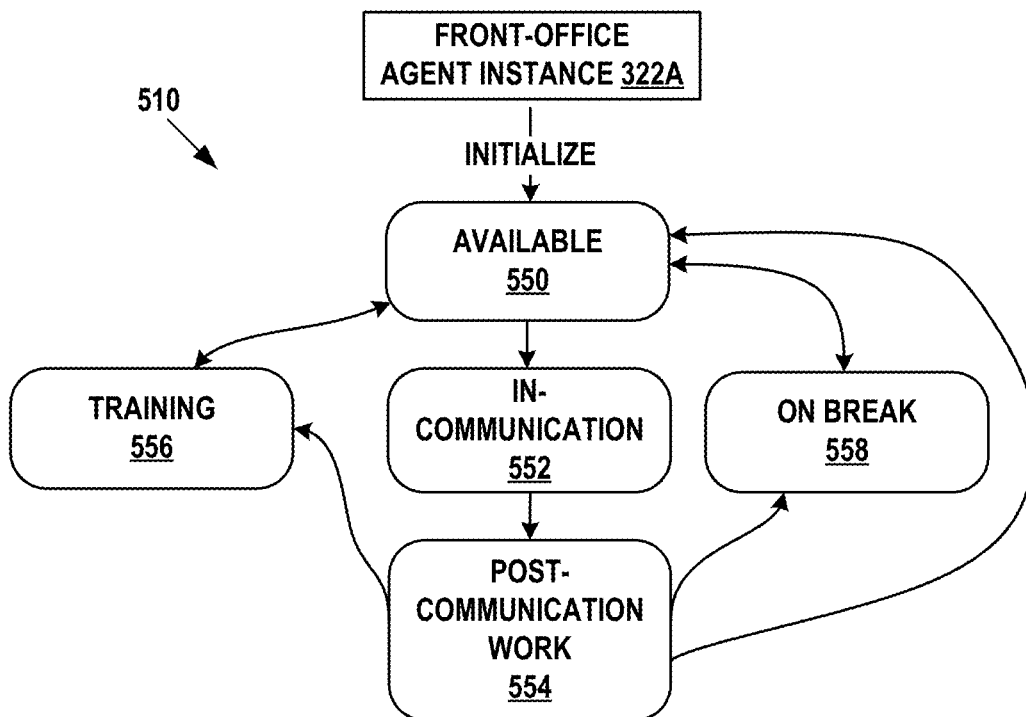 FRONT-OFFICE
AGENT INSTANCE 322A
510
INITIALIZE
AVAILABLE
550
TRAINING
556
IN-
COMMUNICATION
552
ON BREAK
558
POST-
COMMUNICATION
WORK
554